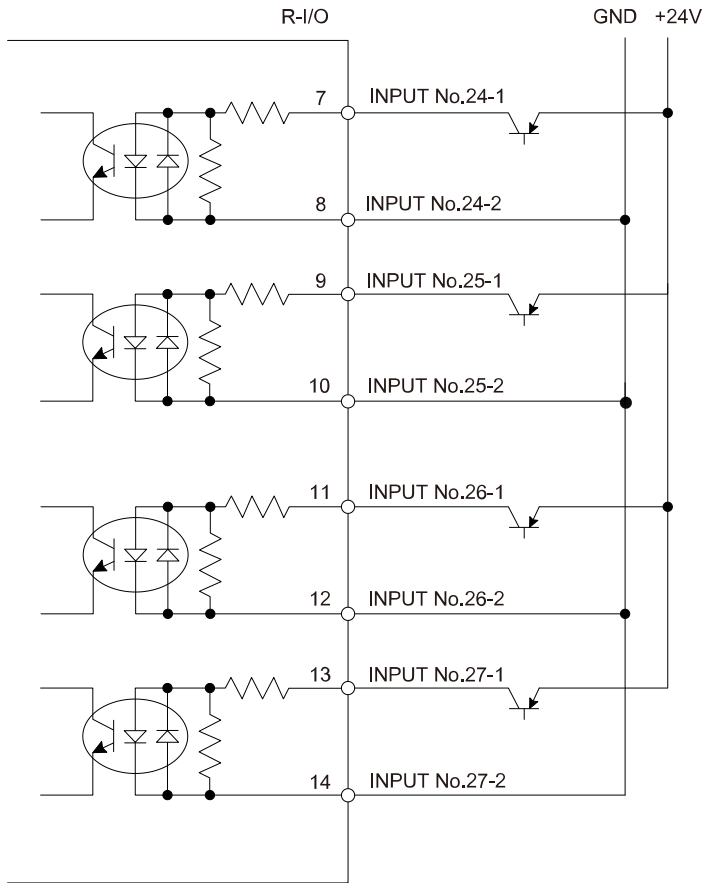 R-I/O GND +24V
7 INPUT No.24-1
8 INPUT No.24-2
9 INPUT No.25-1
10 INPUT No.25-2
11 INPUT No.26-1
12 INPUT No.26-2
13 INPUT No.27-1
14 INPUT No.27-2